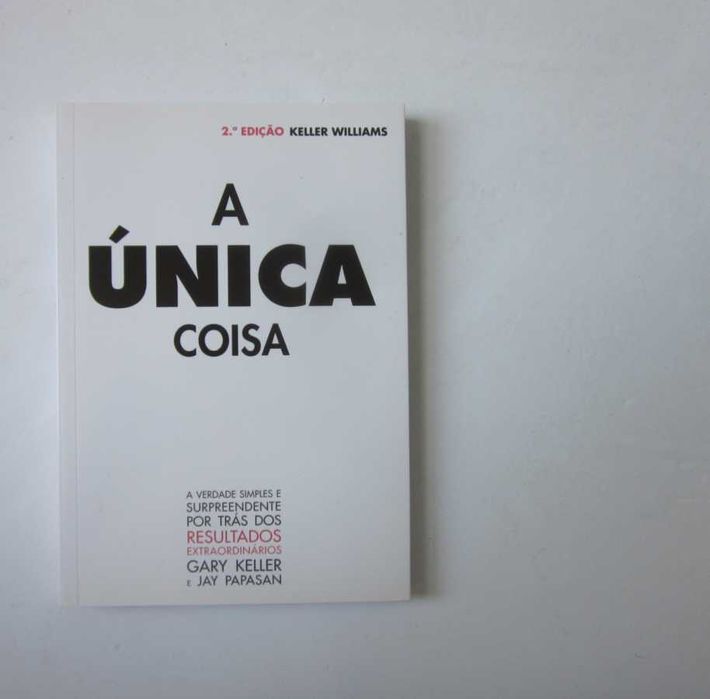 2.ª EDIÇÃO KELLER WILLIAMS
A
ÚNICA
COISA
A VERDADE SIMPLES E
SURPREENDENTE
POR TRÁS DOS
RESULTADOS
EXTRAORDINÁRIOS
GARY KELLER
E JAY PAPASAN